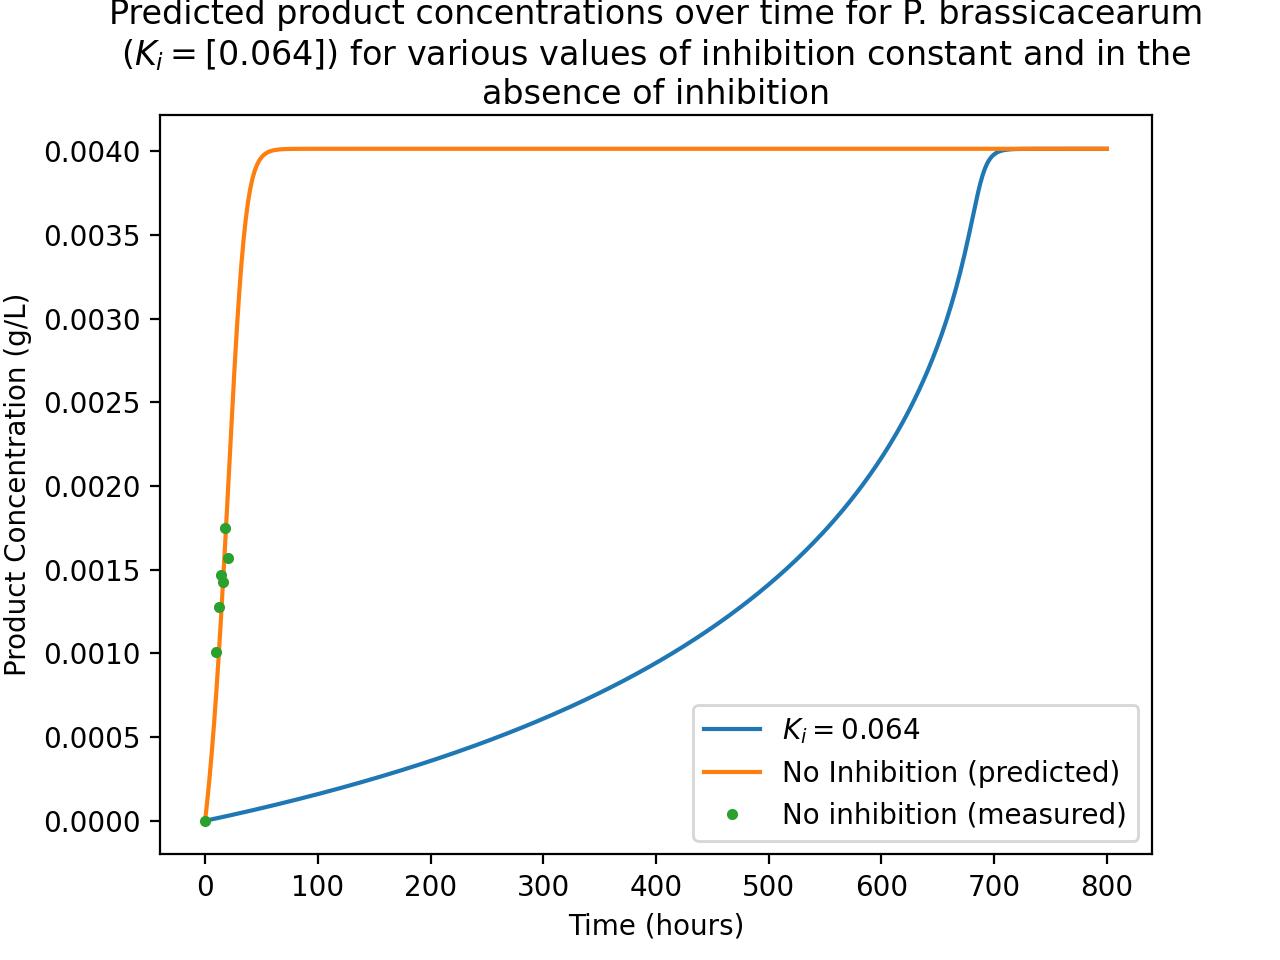 Predicted product concentrations over time for P. brassicacearum
(Ki = [0.064]) for various values of inhibition constant and in the
absence of inhibition
0.0040
0.0035
0.0030
0.0025
0.0020
0.0015
0.0010
0.0005
0.0000
Product Concentration (g/L)
Ki = 0.064
No Inhibition (predicted)
No inhibition (measured)
0 100 200 300 400 500 600 700 800
Time (hours)